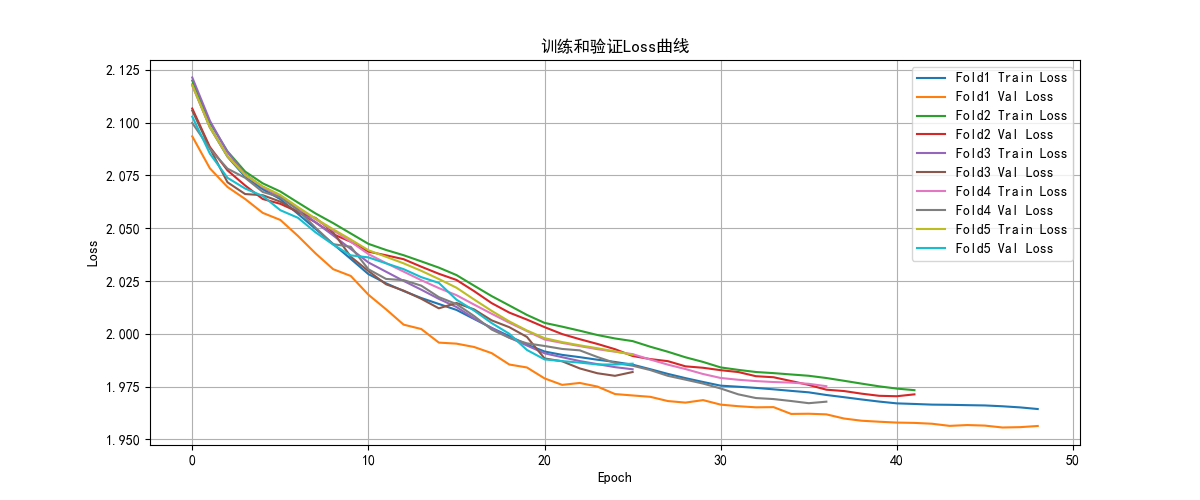 训练和验证Loss曲线
2.125
2.100
2.075
2.050
2.025
2.000
1.975
1.950
Loss
0 10 20 30 40 50
Epoch
Fold1 Train Loss
Fold1 Val Loss
Fold2 Train Loss
Fold2 Val Loss
Fold3 Train Loss
Fold3 Val Loss
Fold4 Train Loss
Fold4 Val Loss
Fold5 Train Loss
Fold5 Val Loss